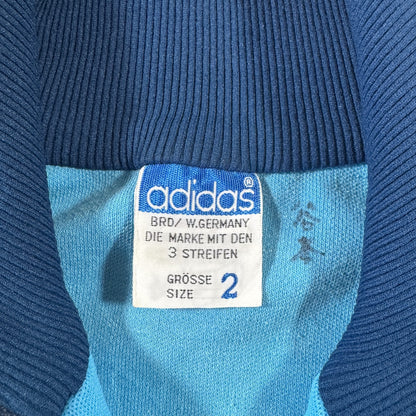 adidas®
BRD/W.GERMANY
DIE MARKE MIT DEN
3 STREIFEN
GRÖSSE
SIZE 2